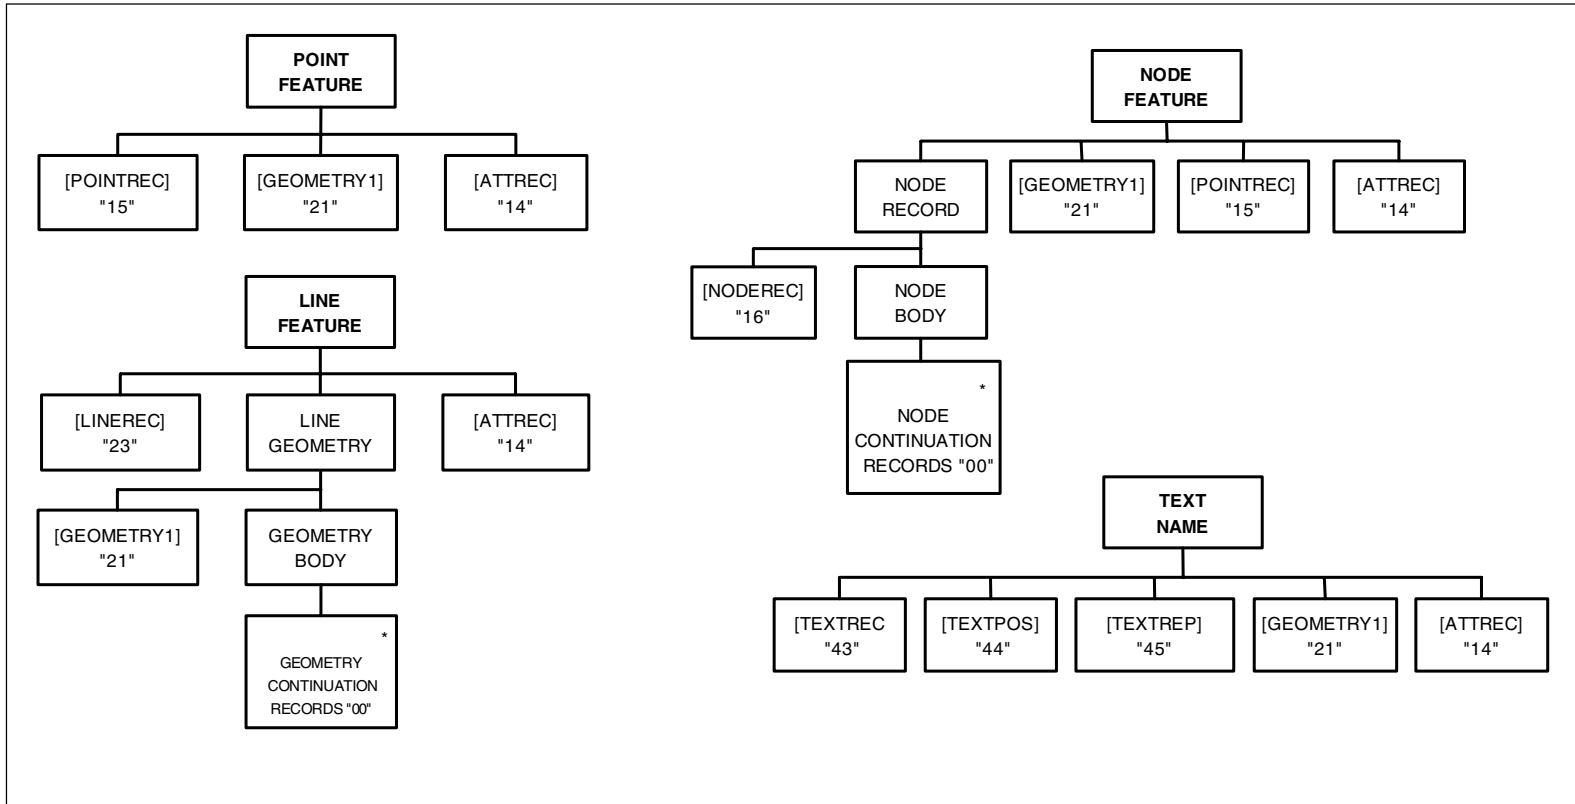 POINT
FEATURE
[POINTREC]
"15"
[GEOMETRY1]
"21"
[ATTREC]
"14"
LINE
FEATURE
[LINEREC]
"23"
LINE
GEOMETRY
[ATTREC]
"14"
[GEOMETRY1]
"21"
GEOMETRY
BODY
*
GEOMETRY
CONTINUATION
RECORDS "00"
NODE
FEATURE
NODE
RECORD
[GEOMETRY1]
"21"
[POINTREC]
"15"
[ATTREC]
"14"
[NODEREC]
"16"
NODE
BODY
*
NODE
CONTINUATION
RECORDS "00"
TEXT
NAME
[TEXTREC
"43"
[TEXTPOS]
"44"
[TEXTREP]
"45"
[GEOMETRY1]
"21"
[ATTREC]
"14"